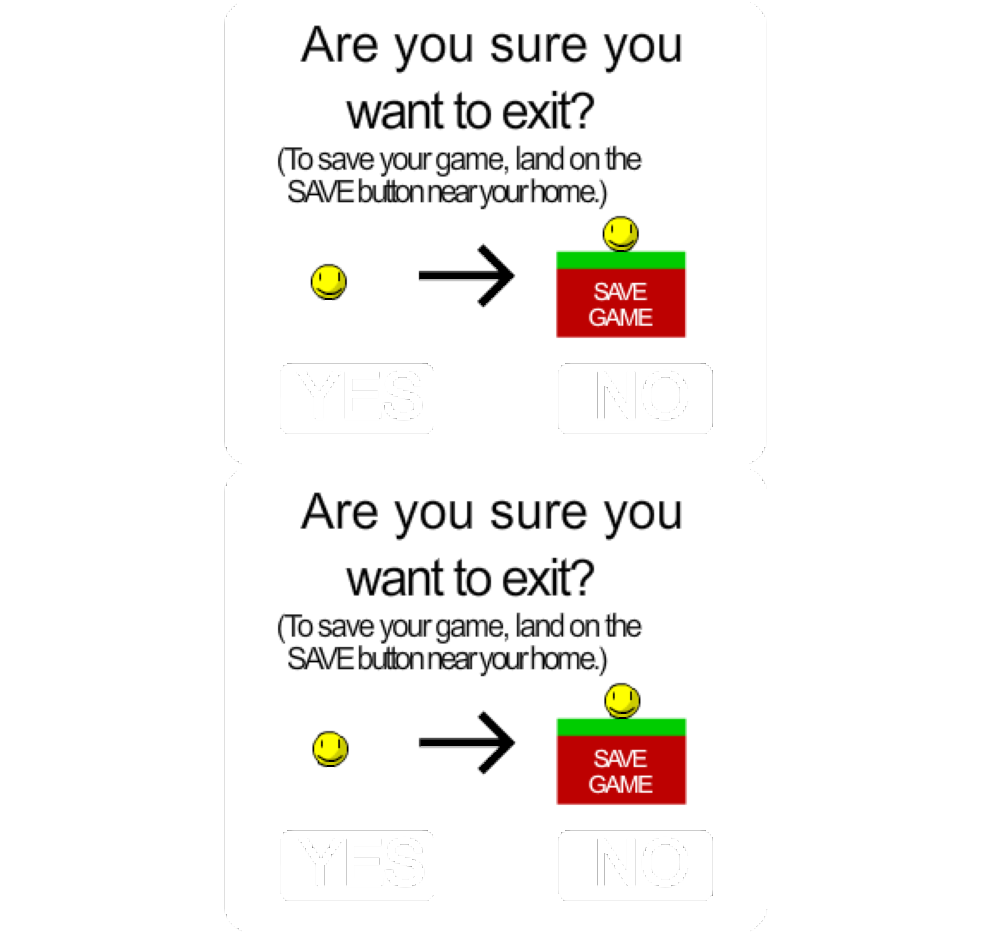 Are you sure you
want to exit?
(To save your game, land on the
SAVE button near your home.)
SAVE
GAME
YES NO
Are you sure you
want to exit?
(To save your game, land on the
SAVE button near your home.)
SAVE
GAME
YES NO